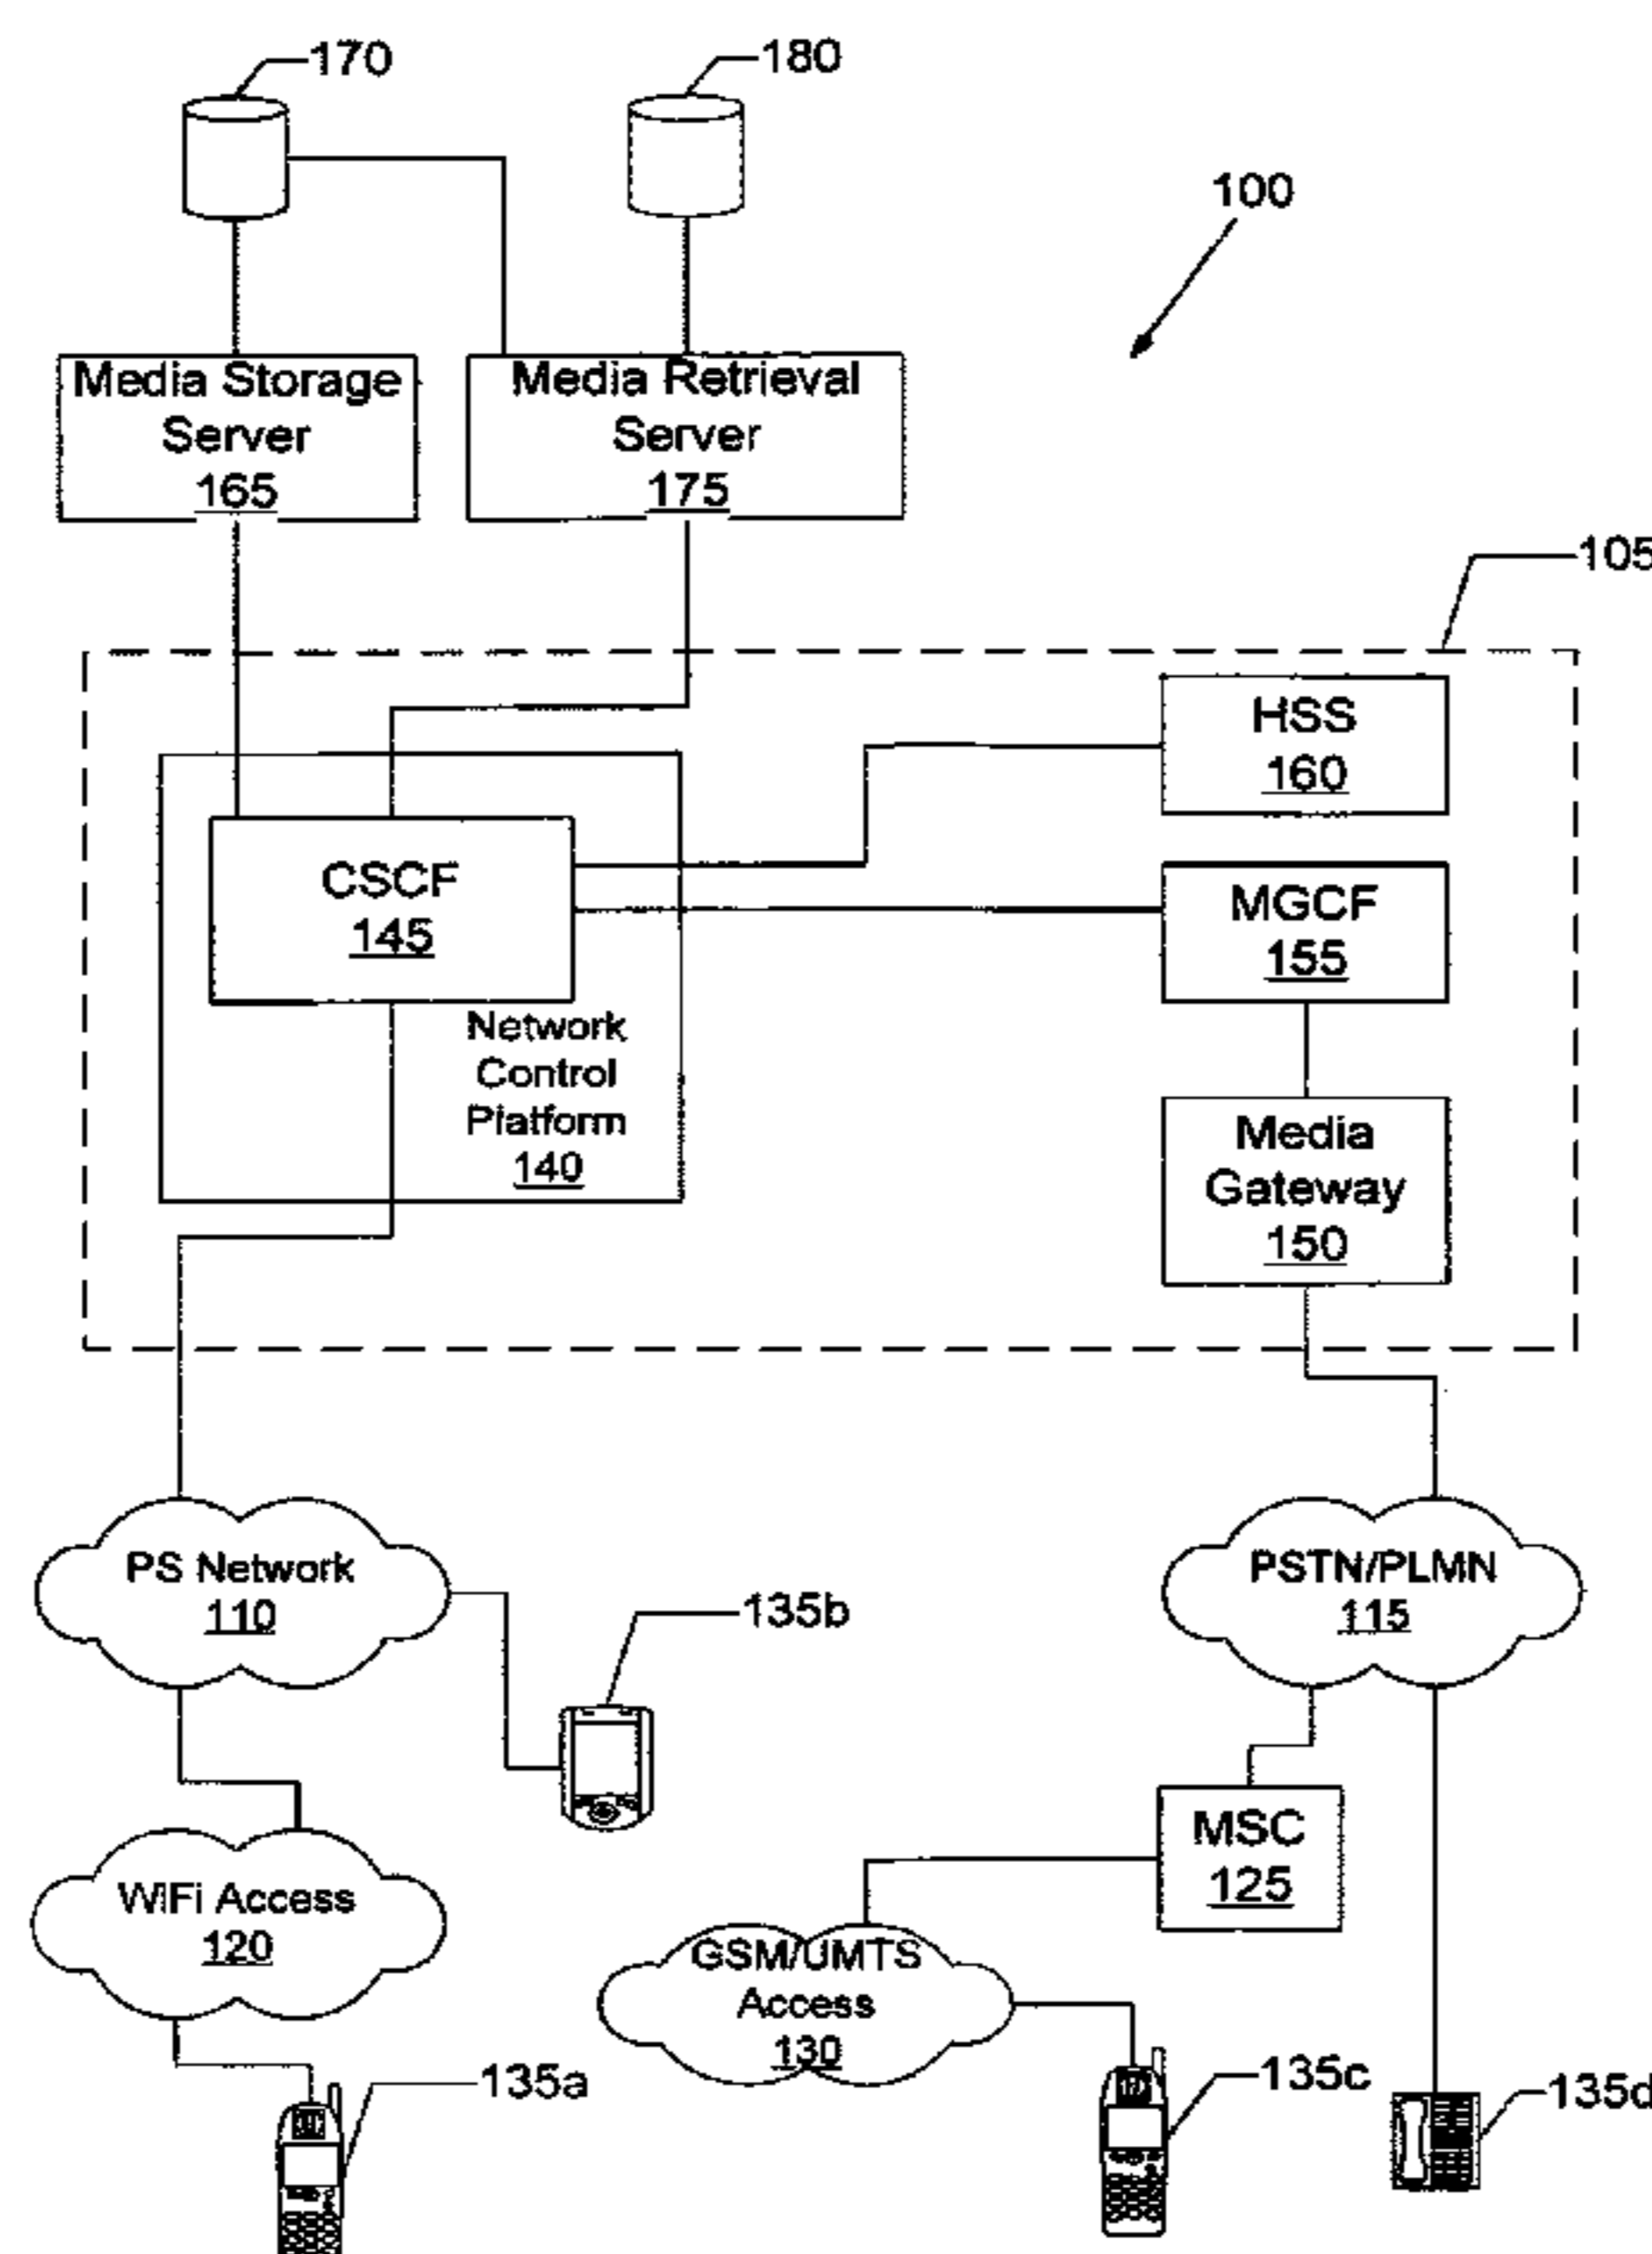 170
180
100
Media Storage
Server
165
Media Retrieval
Server
175
105
HSS
160
CSCF
145
MGCF
155
Network
Control
Platform
140
Media
Gateway
150
PS Network
110
135b
PSTN/PLMN
115
MSC
125
WiFi Access
120
GSM/UMTS
Access
130
135a
135c
135d